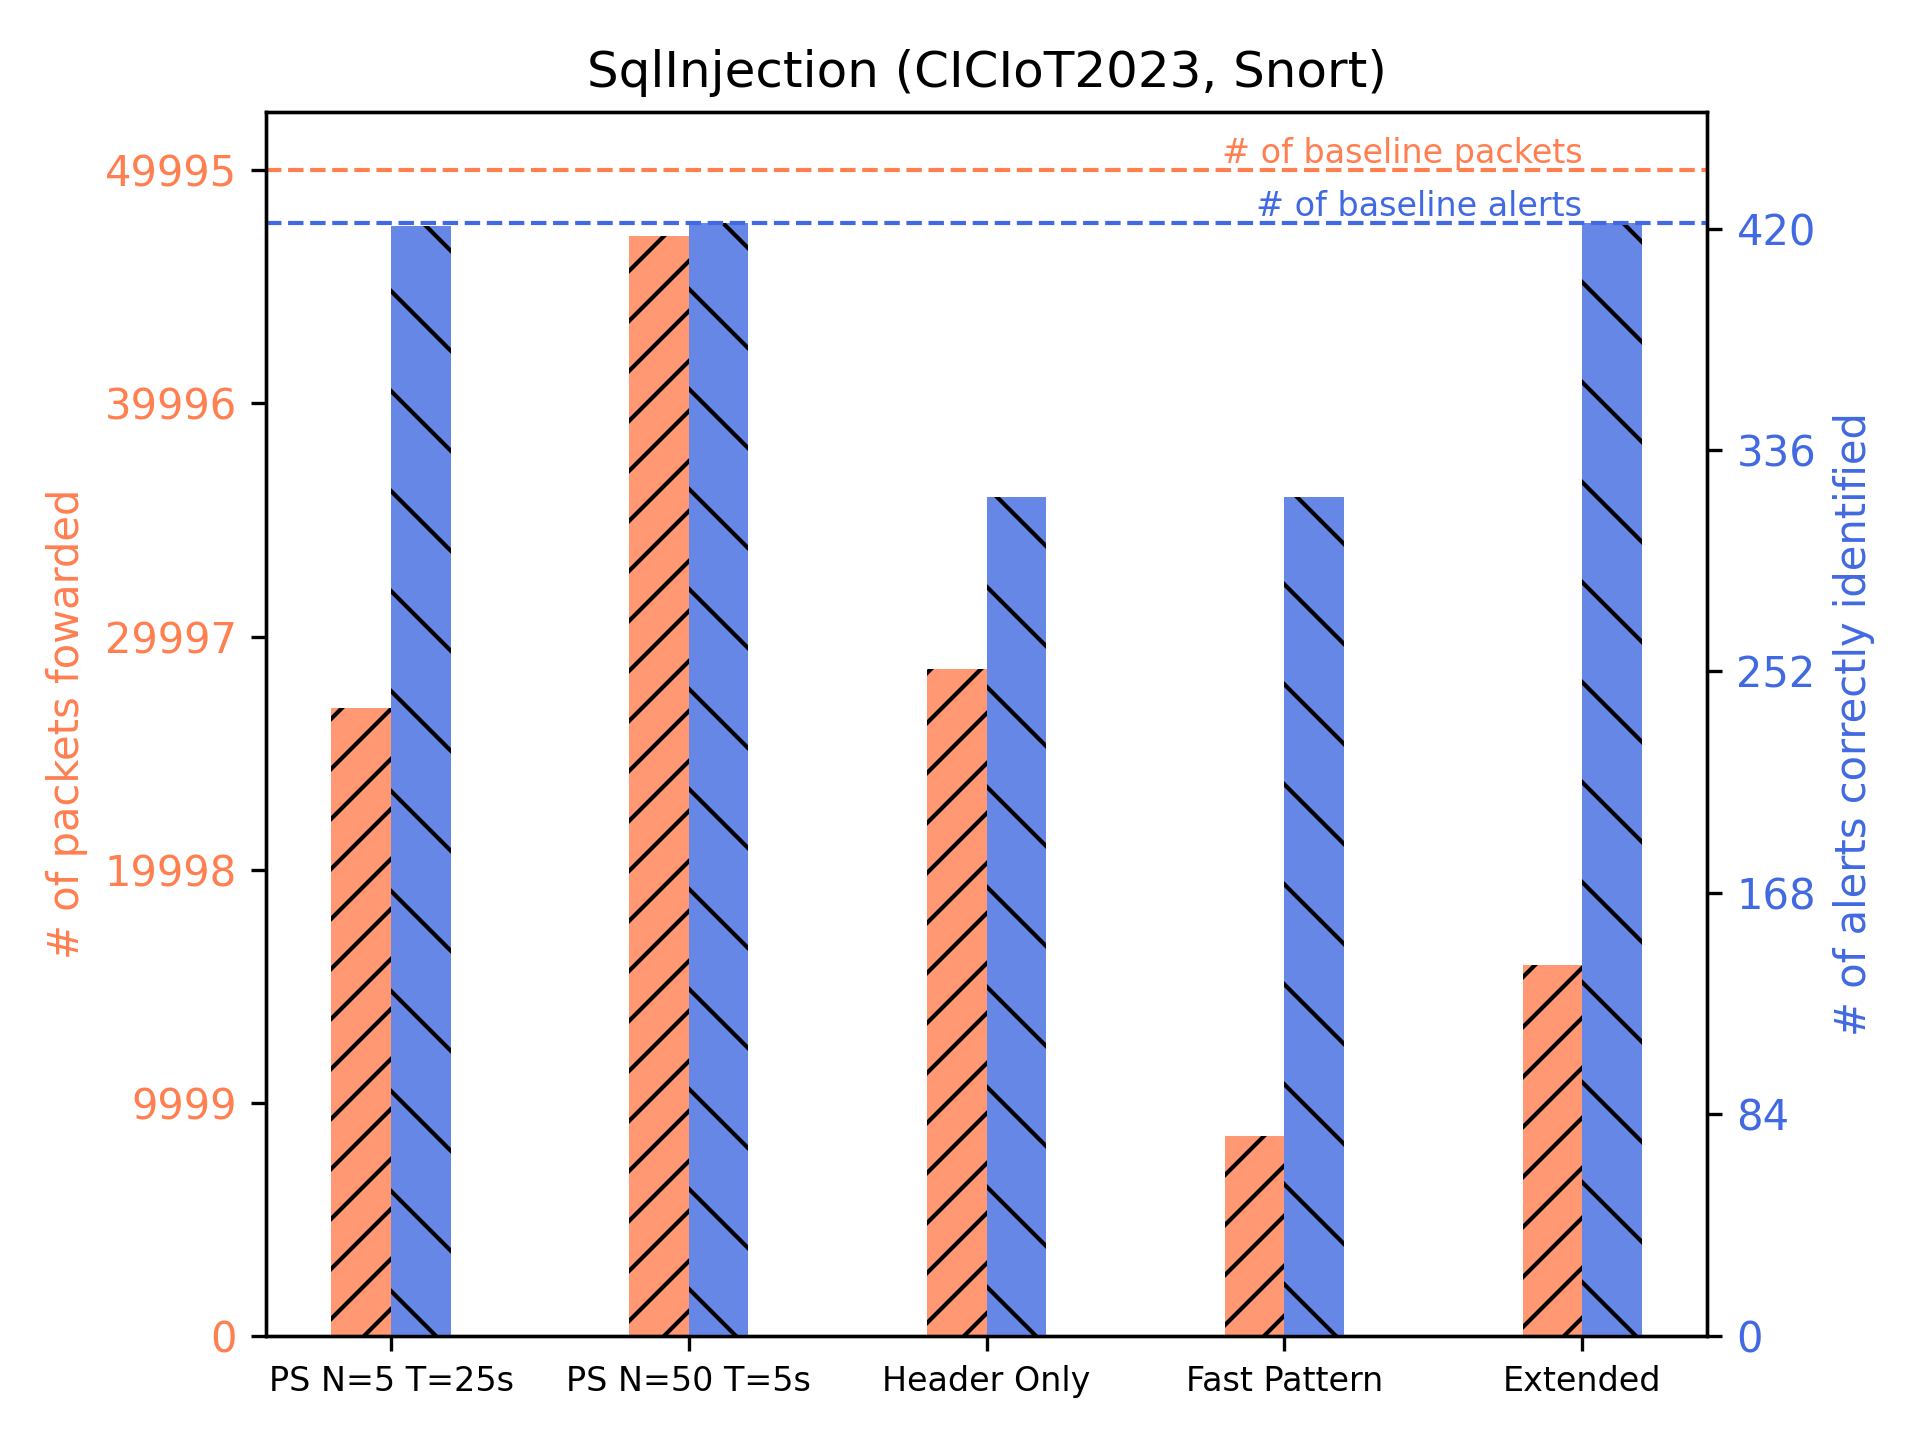 SqlInjection (CICIoT2023, Snort)
# of baseline packets
# of baseline alerts
# of packets fowarded
49995
39996
29997
19998
9999
0
420
336
252
168
84
0
# of alerts correctly identified
PS N=5 T=25s
PS N=50 T=5s
Header Only
Fast Pattern
Extended